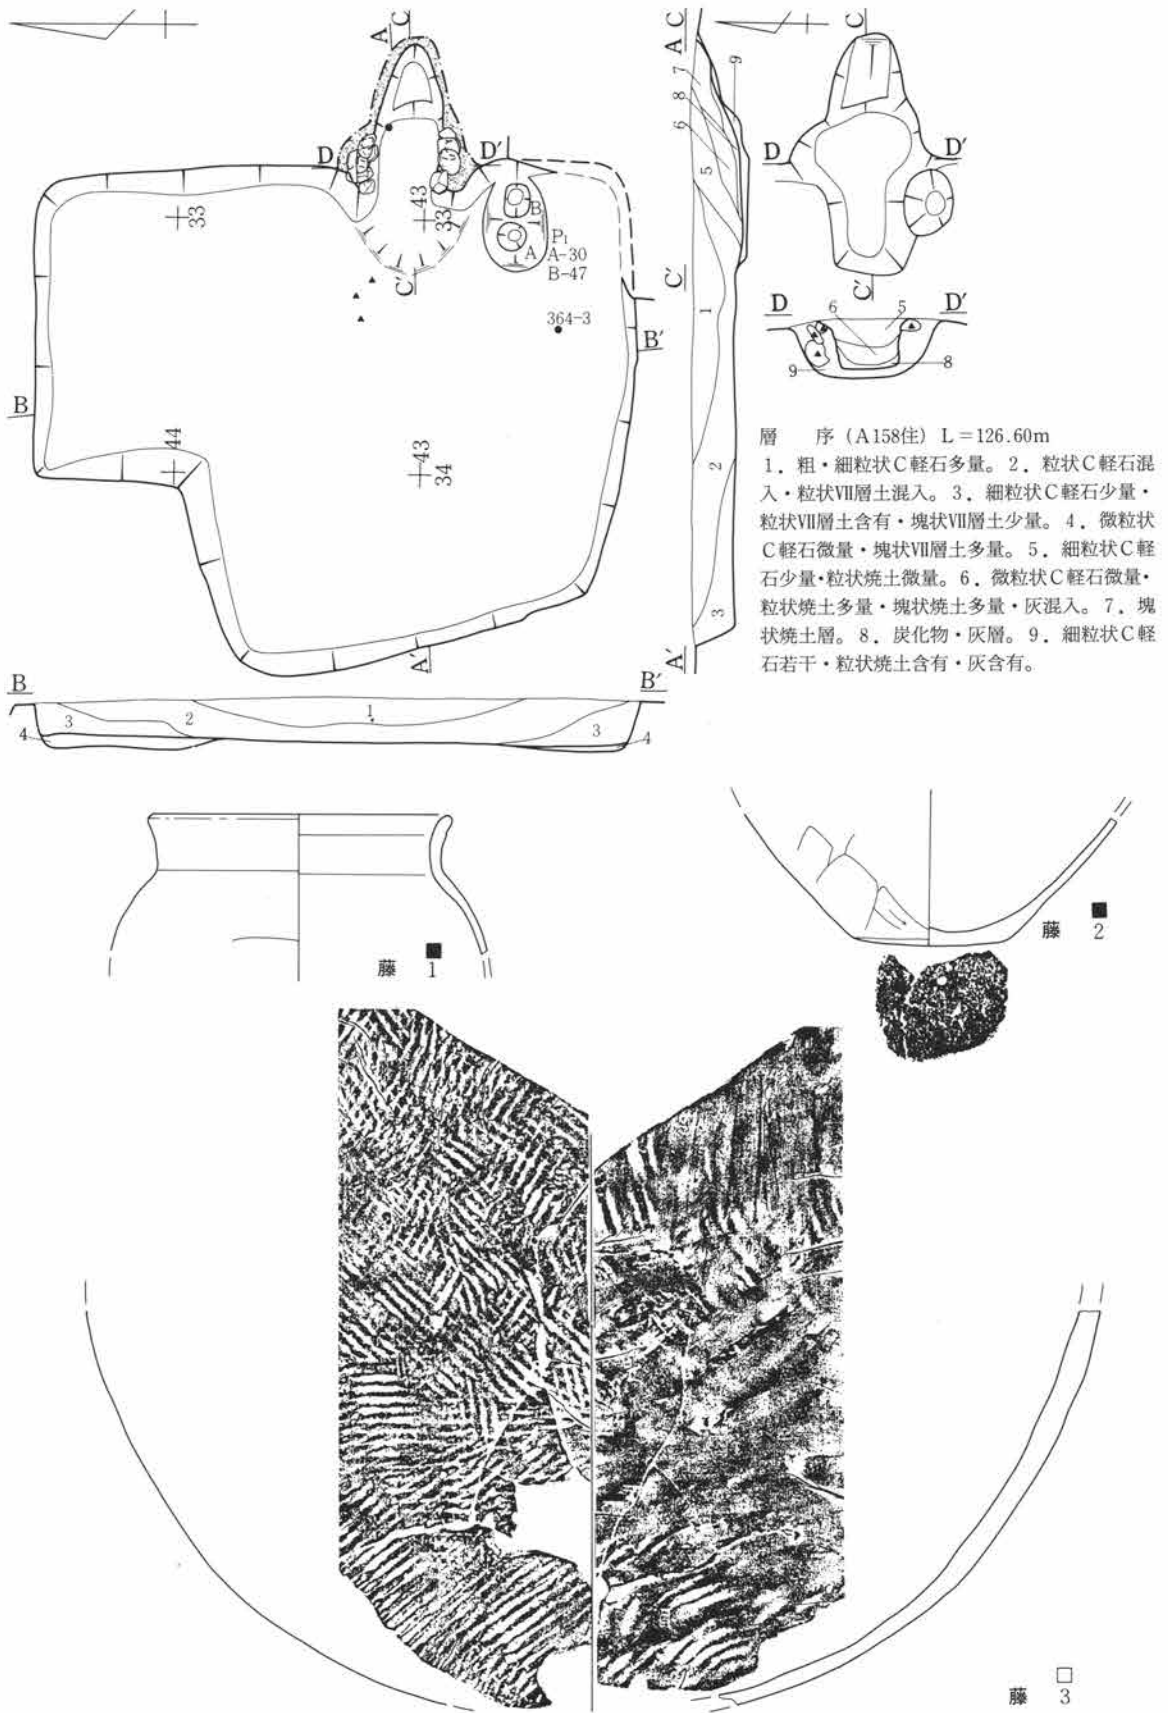 A C
D D'
33
43
33
B
A
P1
A-30
B-47
C'
364-3
B'
B
44
43
34
A'
A C
7
8
6
9
5
C'
1
2
3
A'
C
D D'
C'
D 6 5 D'
9 8
層 序 (A158住) L=126.60m
1. 粗・細粒状C軽石多量。 2. 粒状C軽石混
入・粒状VII層土混入。 3. 細粒状C軽石少量・
粒状VII層土含有・塊状VII層土少量。 4. 微粒状
C軽石微量・塊状VII層土多量。 5. 細粒状C軽
石少量・粒状焼土微量。 6. 微粒状C軽石微量・
粒状焼土多量・塊状焼土多量・灰混入。 7. 塊
状焼土層。 8. 炭化物・灰層。 9. 細粒状C軽
石若干・粒状焼土含有・灰含有。
B B'
3 2 1 3
4 4
藤 1
藤 2
藤 3